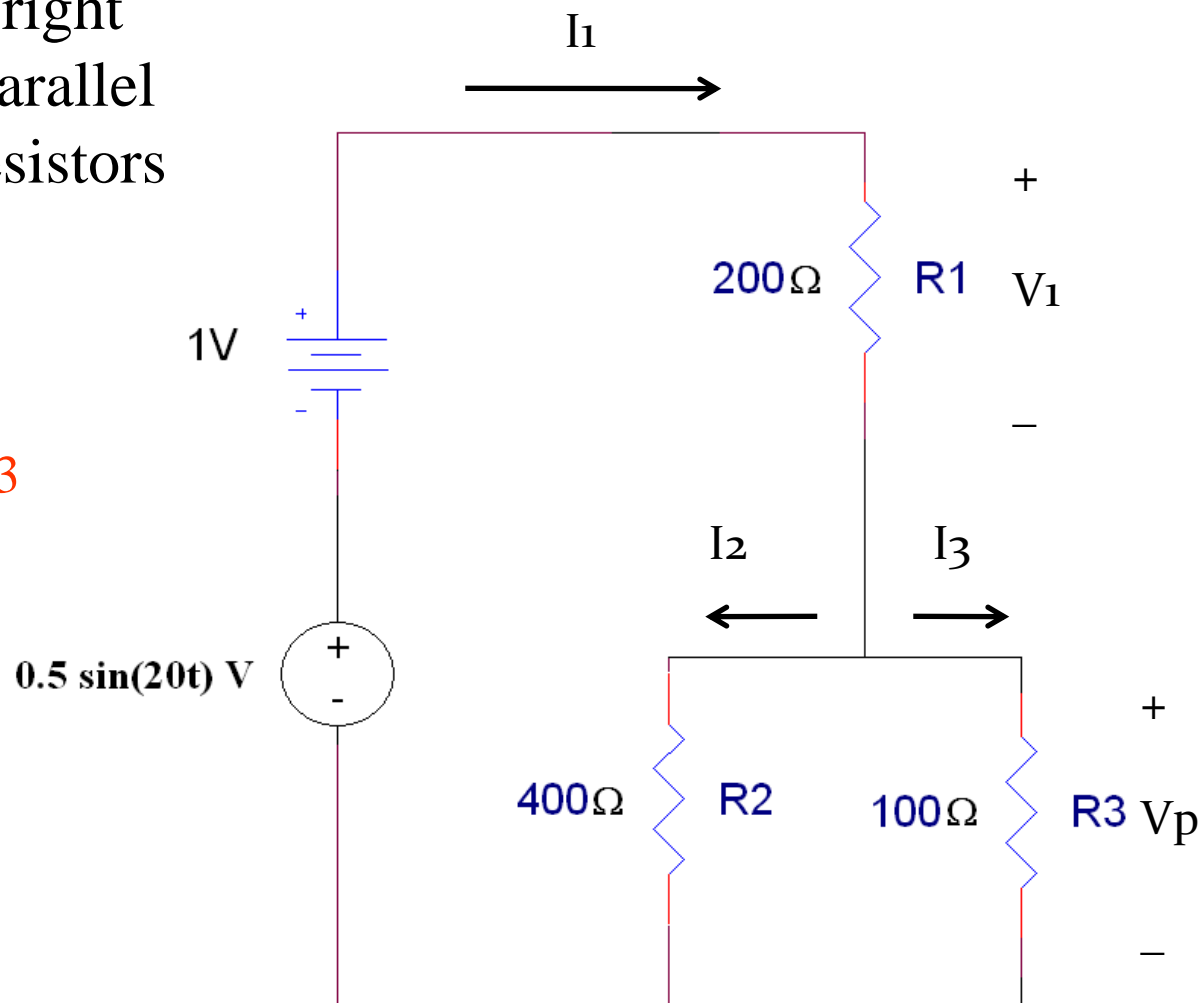 right
arallel
sistors
I1
+
200Ω R1 V1
–
+
1V
–
3
I2 I3
+
-
0.5 sin(20t) V
+
400Ω R2 100Ω R3 Vp
–